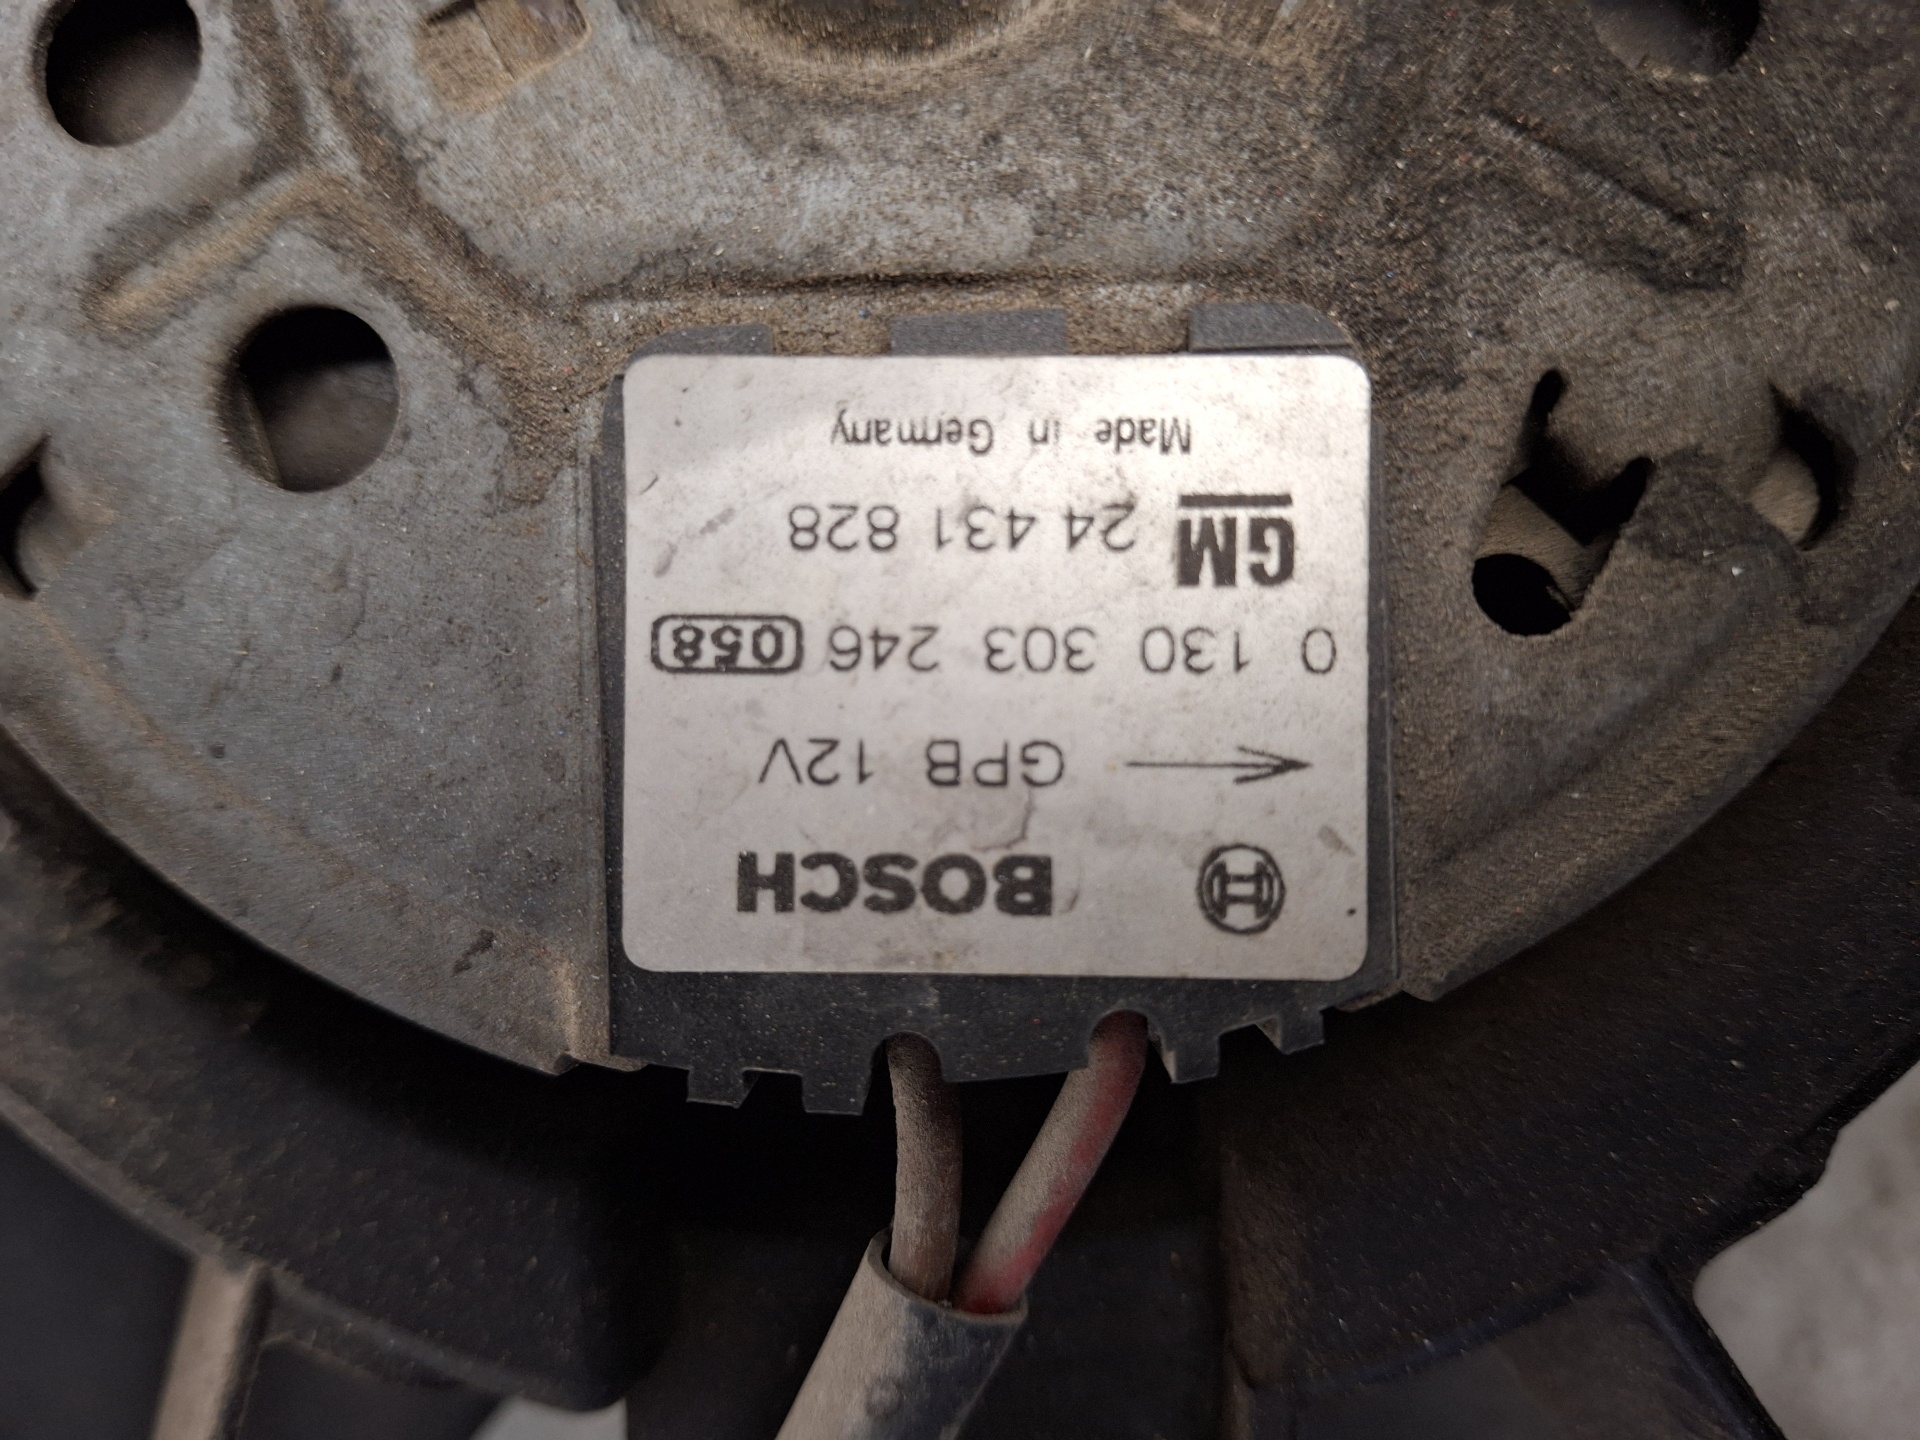 BOSCH
GPB 12V
0 130 303 246 058
GM 24 431 828
Made in Germany